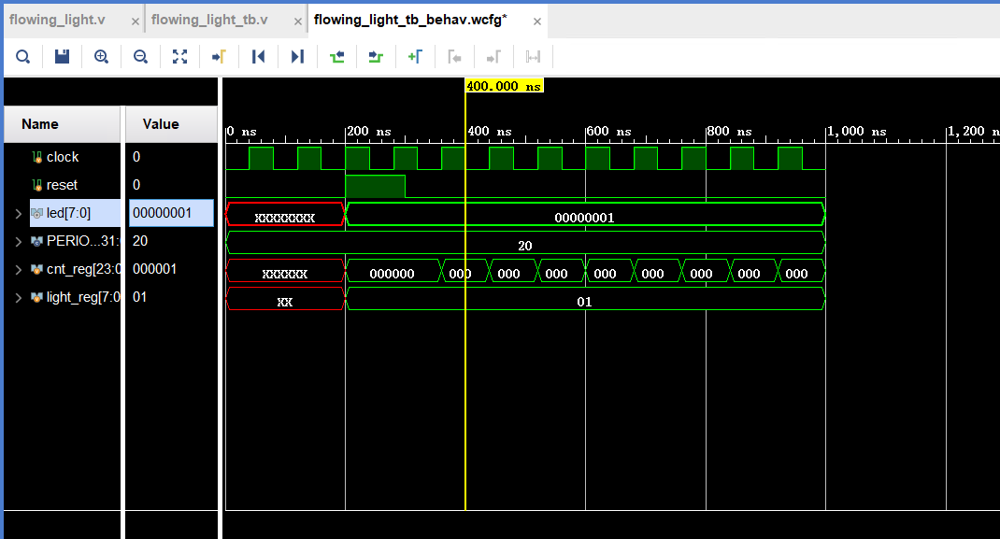 flowing_light.v × flowing_light_tb.v × flowing_light_tb_behav.wcfg* ×
400.000 ns
Name Value
0 ns 200 ns 400 ns 600 ns 800 ns 1,000 ns 1,200 n
clock 0
reset 0
led[7:0] 00000001 XXXXXXXX 00000001
PERIO...31: 20 20
cnt_reg[23:0 000001 XXXXXX 000000 000 000 000 000 000 000 000 000
light_reg[7:0 01 XX 01